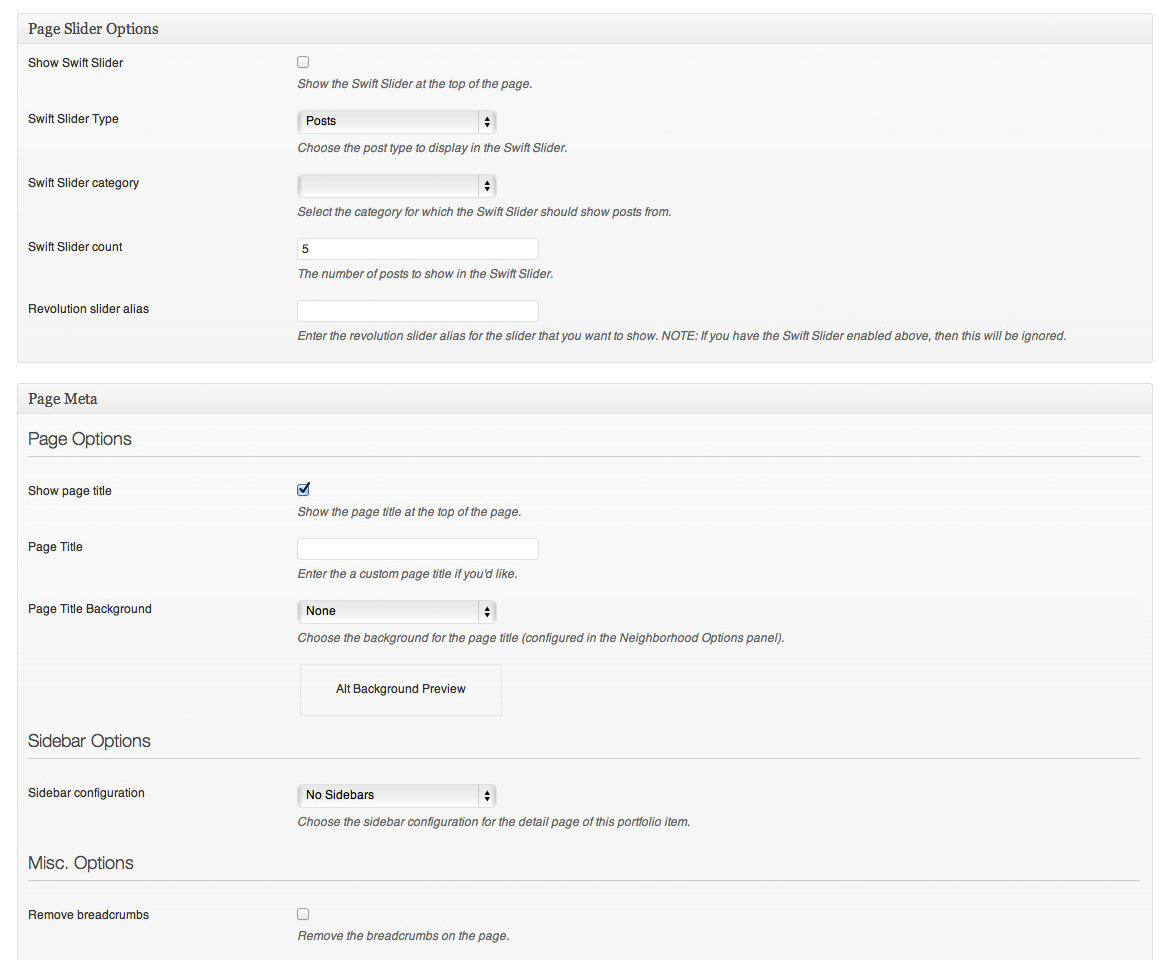 Page Slider Options
Show Swift Slider
Show the Swift Slider at the top of the page.
Swift Slider Type
Posts
Choose the post type to display in the Swift Slider.
Swift Slider category
Select the category for which the Swift Slider should show posts from.
Swift Slider count
5
The number of posts to show in the Swift Slider.
Revolution slider alias
Enter the revolution slider alias for the slider that you want to show. NOTE: If you have the Swift Slider enabled above, then this will be ignored.
Page Meta
Page Options
Show page title
Show the page title at the top of the page.
Page Title
Enter the a custom page title if you'd like.
Page Title Background
None
Choose the background for the page title (configured in the Neighborhood Options panel).
Alt Background Preview
Sidebar Options
Sidebar configuration
No Sidebars
Choose the sidebar configuration for the detail page of this portfolio item.
Misc. Options
Remove breadcrumbs
Remove the breadcrumbs on the page.